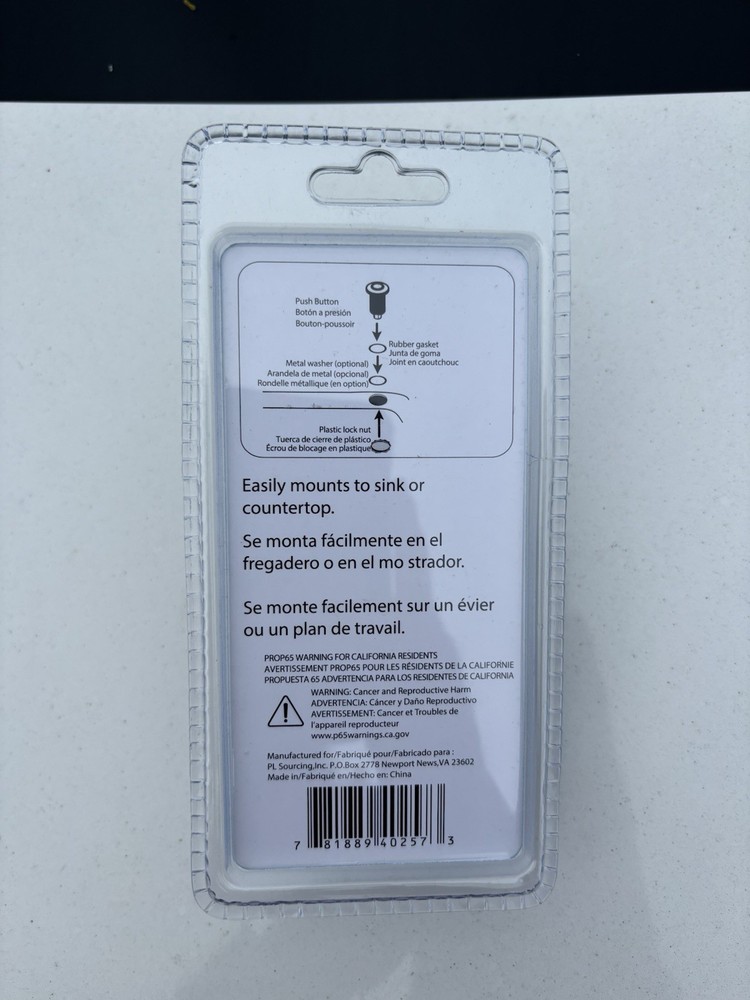 Push Button
Botón a presión
Bouton-poussoir
Rubber gasket
Junta de goma
Joint en caoutchouc
Metal washer (optional)
Arandela de metal (opcional)
Rondelle métallique (en option)
Plastic lock nut
Tuerca de cierre de plástico
Écrou de blocage en plastique
Easily mounts to sink or
countertop.
Se monta fácilmente en el
fregadero o en el mo strador.
Se monte facilement sur un évier
ou un plan de travail.
PROP65 WARNING FOR CALIFORNIA RESIDENTS
AVERTISSEMENT PROP65 POUR LES RÉSIDENTS DE LA CALIFORNIE
PROPUESTA 65 ADVERTENCIA PARA LOS RESIDENTES DE CALIFORNIA
WARNING: Cancer and Reproductive Harm
ADVERTENCIA: Cáncer y Daño Reproductivo
AVERTISSEMENT: Cancer et Troubles de
l'appareil reproducteur
www.p65warnings.ca.gov
Manufactured for/Fabriqué pour/Fabricado para :
PL Sourcing,Inc. P.O.Box 2778 Newport News,VA 23602
Made in/Fabriqué en/Hecho en: China
7 81889 40257 3